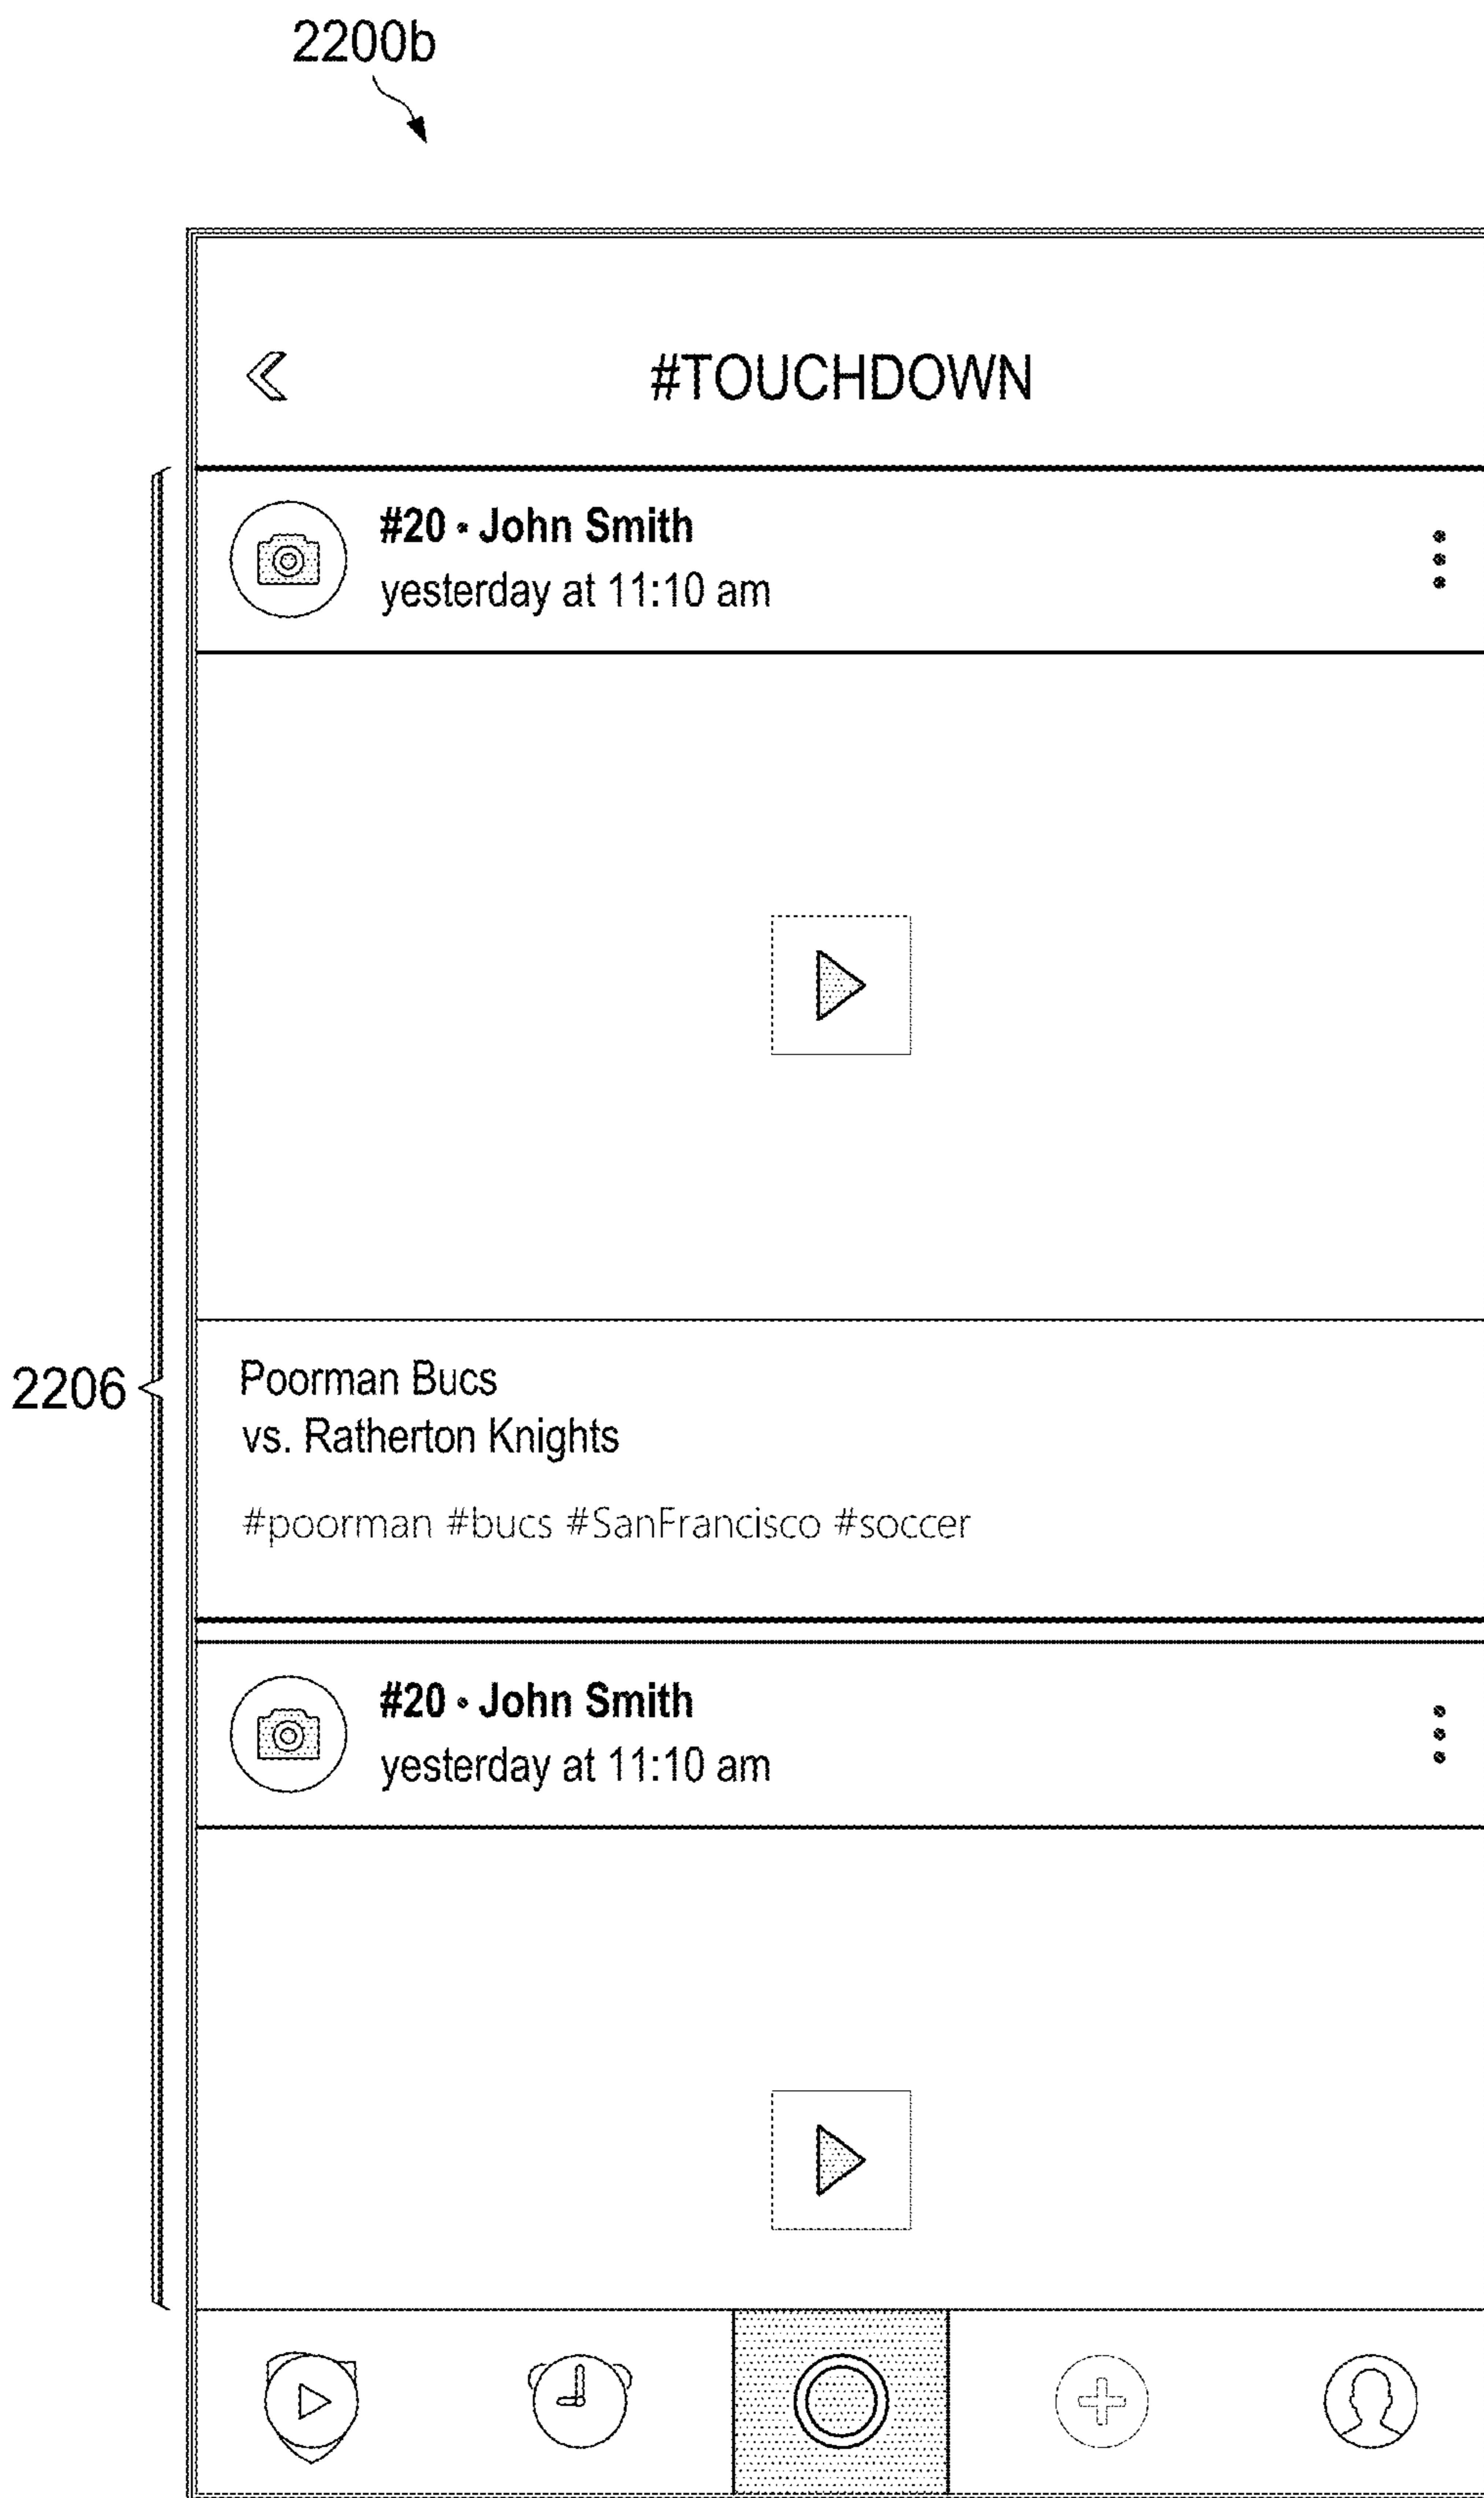 2200b
#TOUCHDOWN
#20 • John Smith
yesterday at 11:10 am
2206
Poorman Bucs
vs. Ratherton Knights
#poorman #bucs #SanFrancisco #soccer
#20 • John Smith
yesterday at 11:10 am